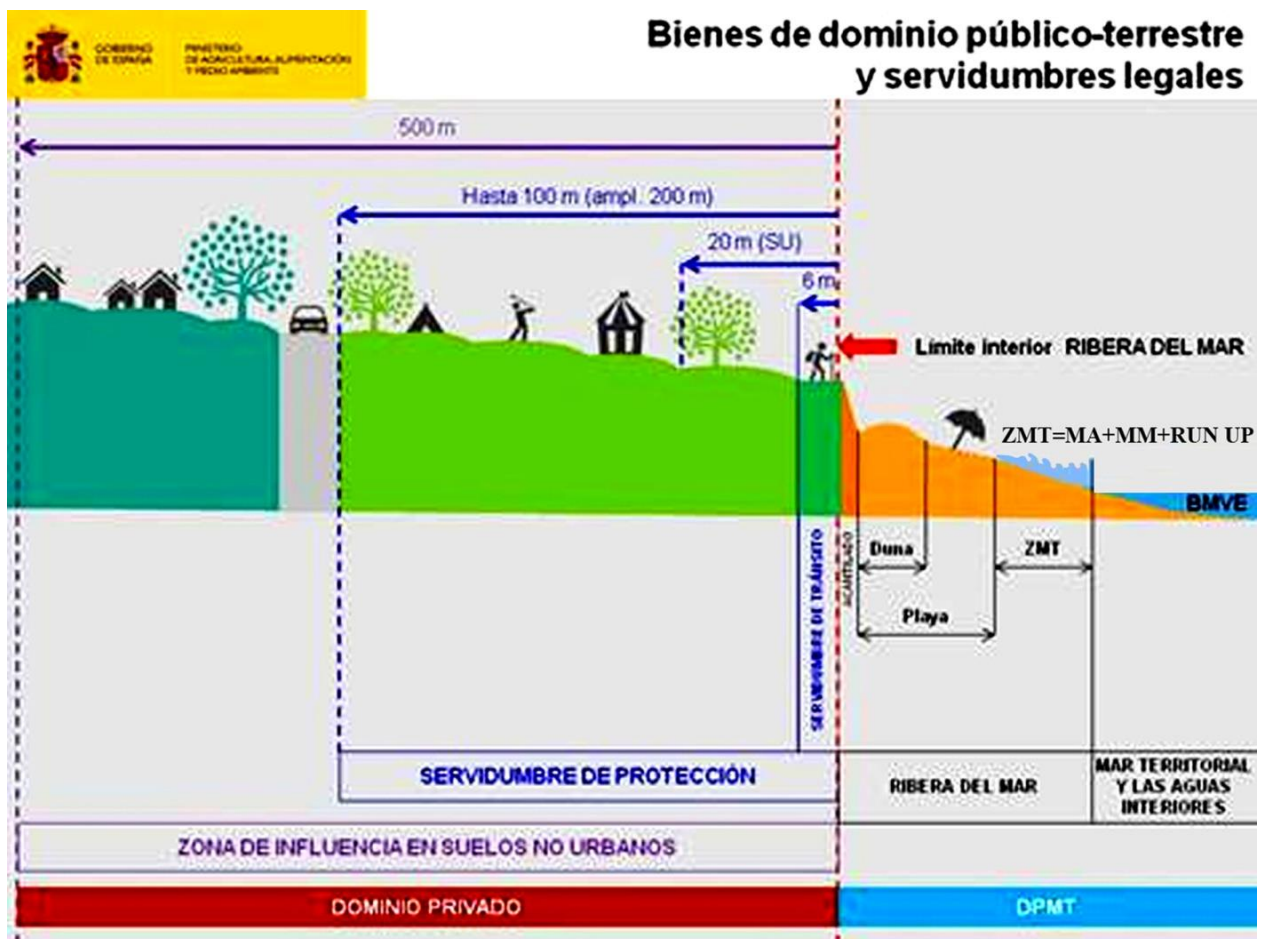 GOBIERNO
DE ESPAÑA
MINISTERIO
DE AGRICULTURA, ALIMENTACIÓN
Y MEDIO AMBIENTE
Bienes de dominio público-terrestre
y servidumbres legales
500 m
Hasta 100 m (ampl. 200 m)
20 m (SU)
6 m
Límite interior RIBERA DEL MAR
ZMT=MA+MM+RUN UP
BMVE
SERVIDUMBRE DE TRÁNSITO
ACANTILADO
Duna
ZMT
Playa
SERVIDUMBRE DE PROTECCIÓN
RIBERA DEL MAR
MAR TERRITORIAL
Y LAS AGUAS
INTERIORES
ZONA DE INFLUENCIA EN SUELOS NO URBANOS
DOMINIO PRIVADO
DPMT